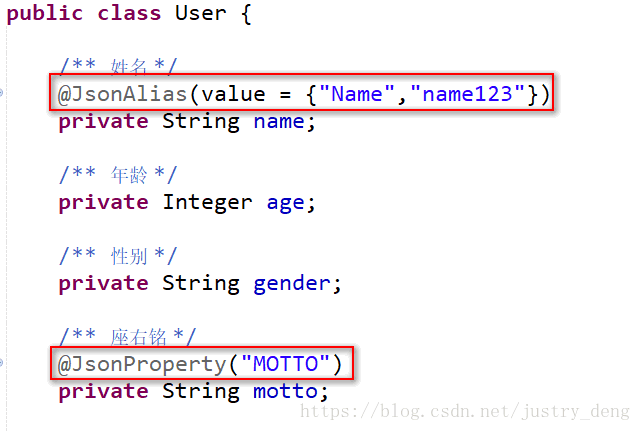 public class User {
/** 姓名 */
@JsonAlias(value = {"Name","name123"})
private String name;
/** 年龄 */
private Integer age;
/** 性别 */
private String gender;
/** 座右铭 */
@JsonProperty("MOTTO")
private String motto;
https://blog.csdn.net/justry_deng